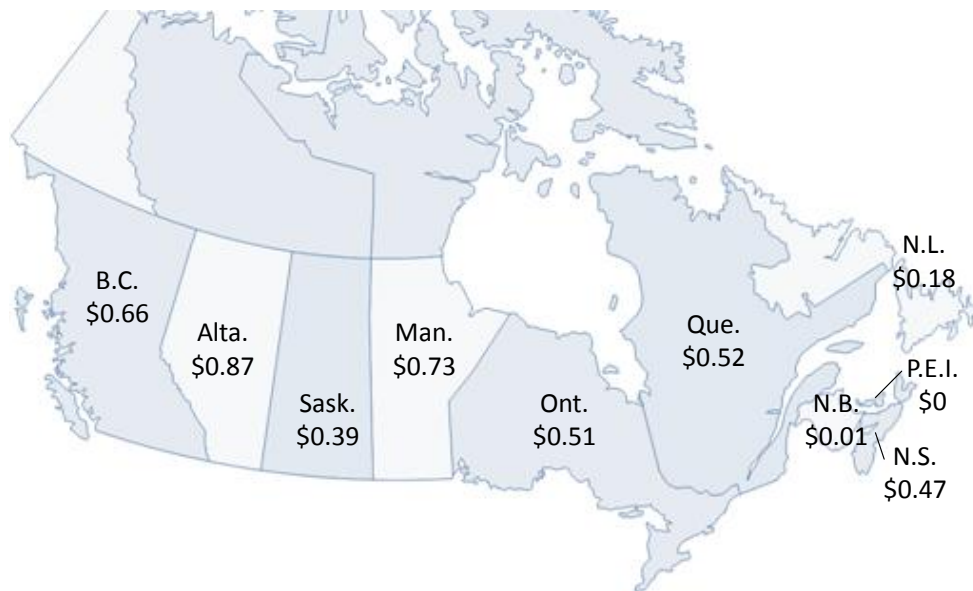 B.C.
$0.66
Alta.
$0.87
Sask.
$0.39
Man.
$0.73
Ont.
$0.51
Que.
$0.52
N.L.
$0.18
P.E.I.
$0
N.B.
$0.01
N.S.
$0.47